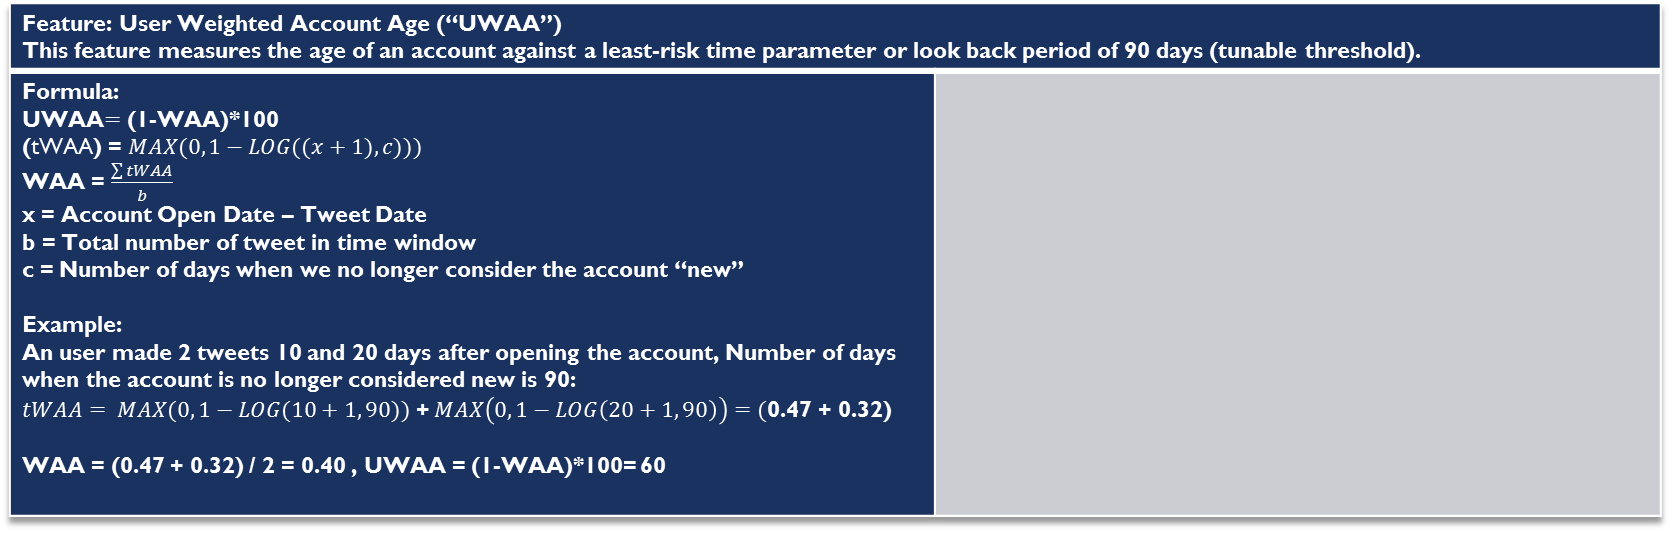 Feature: User Weighted Account Age (“UWAA”)
This feature measures the age of an account against a least-risk time parameter or look back period of 90 days (tunable threshold).
Formula:
UWAA= (1-WAA)*100
(tWAA) = MAX(0,1 − LOG((x + 1),c)))
WAA = ∑ tWAA / b
x = Account Open Date – Tweet Date
b = Total number of tweet in time window
c = Number of days when we no longer consider the account “new”
Example:
An user made 2 tweets 10 and 20 days after opening the account, Number of days
when the account is no longer considered new is 90:
tWAA = MAX(0,1 − LOG(10 + 1,90)) + MAX(0,1 − LOG(20 + 1,90)) = (0.47 + 0.32)
WAA = (0.47 + 0.32) / 2 = 0.40 , UWAA = (1-WAA)*100= 60